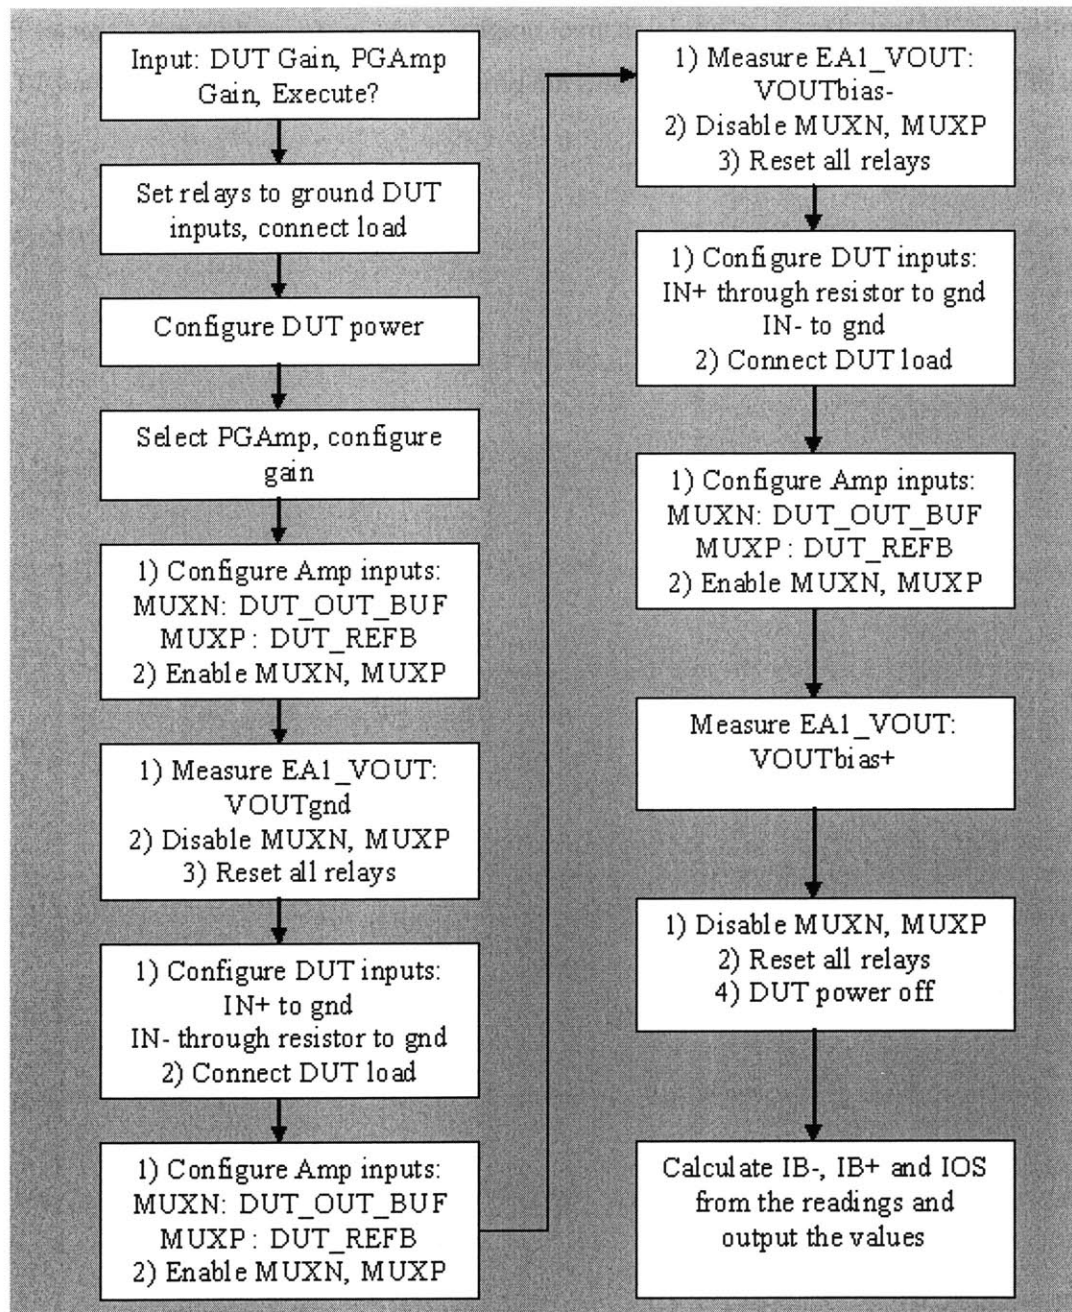 Input: DUT Gain, PGAmp
Gain, Execute?
Set relays to ground DUT
inputs, connect load
Configure DUT power
Select PGAmp, configure
gain
1) Configure Amp inputs:
MUXN: DUT_OUT_BUF
MUXP : DUT_REFB
2) Enable MUXN, MUXP
1) Measure EA1_VOUT:
VOUTgnd
2) Disable MUXN, MUXP
3) Reset all relays
1) Configure DUT inputs:
IN+ to gnd
IN- through resistor to gnd
2) Connect DUT load
1) Configure Amp inputs:
MUXN: DUT_OUT_BUF
MUXP : DUT_REFB
2) Enable MUXN, MUXP
1) Measure EA1_VOUT:
VOUTbias-
2) Disable MUXN, MUXP
3) Reset all relays
1) Configure DUT inputs:
IN+ through resistor to gnd
IN- to gnd
2) Connect DUT load
1) Configure Amp inputs:
MUXN: DUT_OUT_BUF
MUXP : DUT_REFB
2) Enable MUXN, MUXP
Measure EA1_VOUT:
VOUTbias+
1) Disable MUXN, MUXP
2) Reset all relays
4) DUT power off
Calculate IB-, IB+ and IOS
from the readings and
output the values